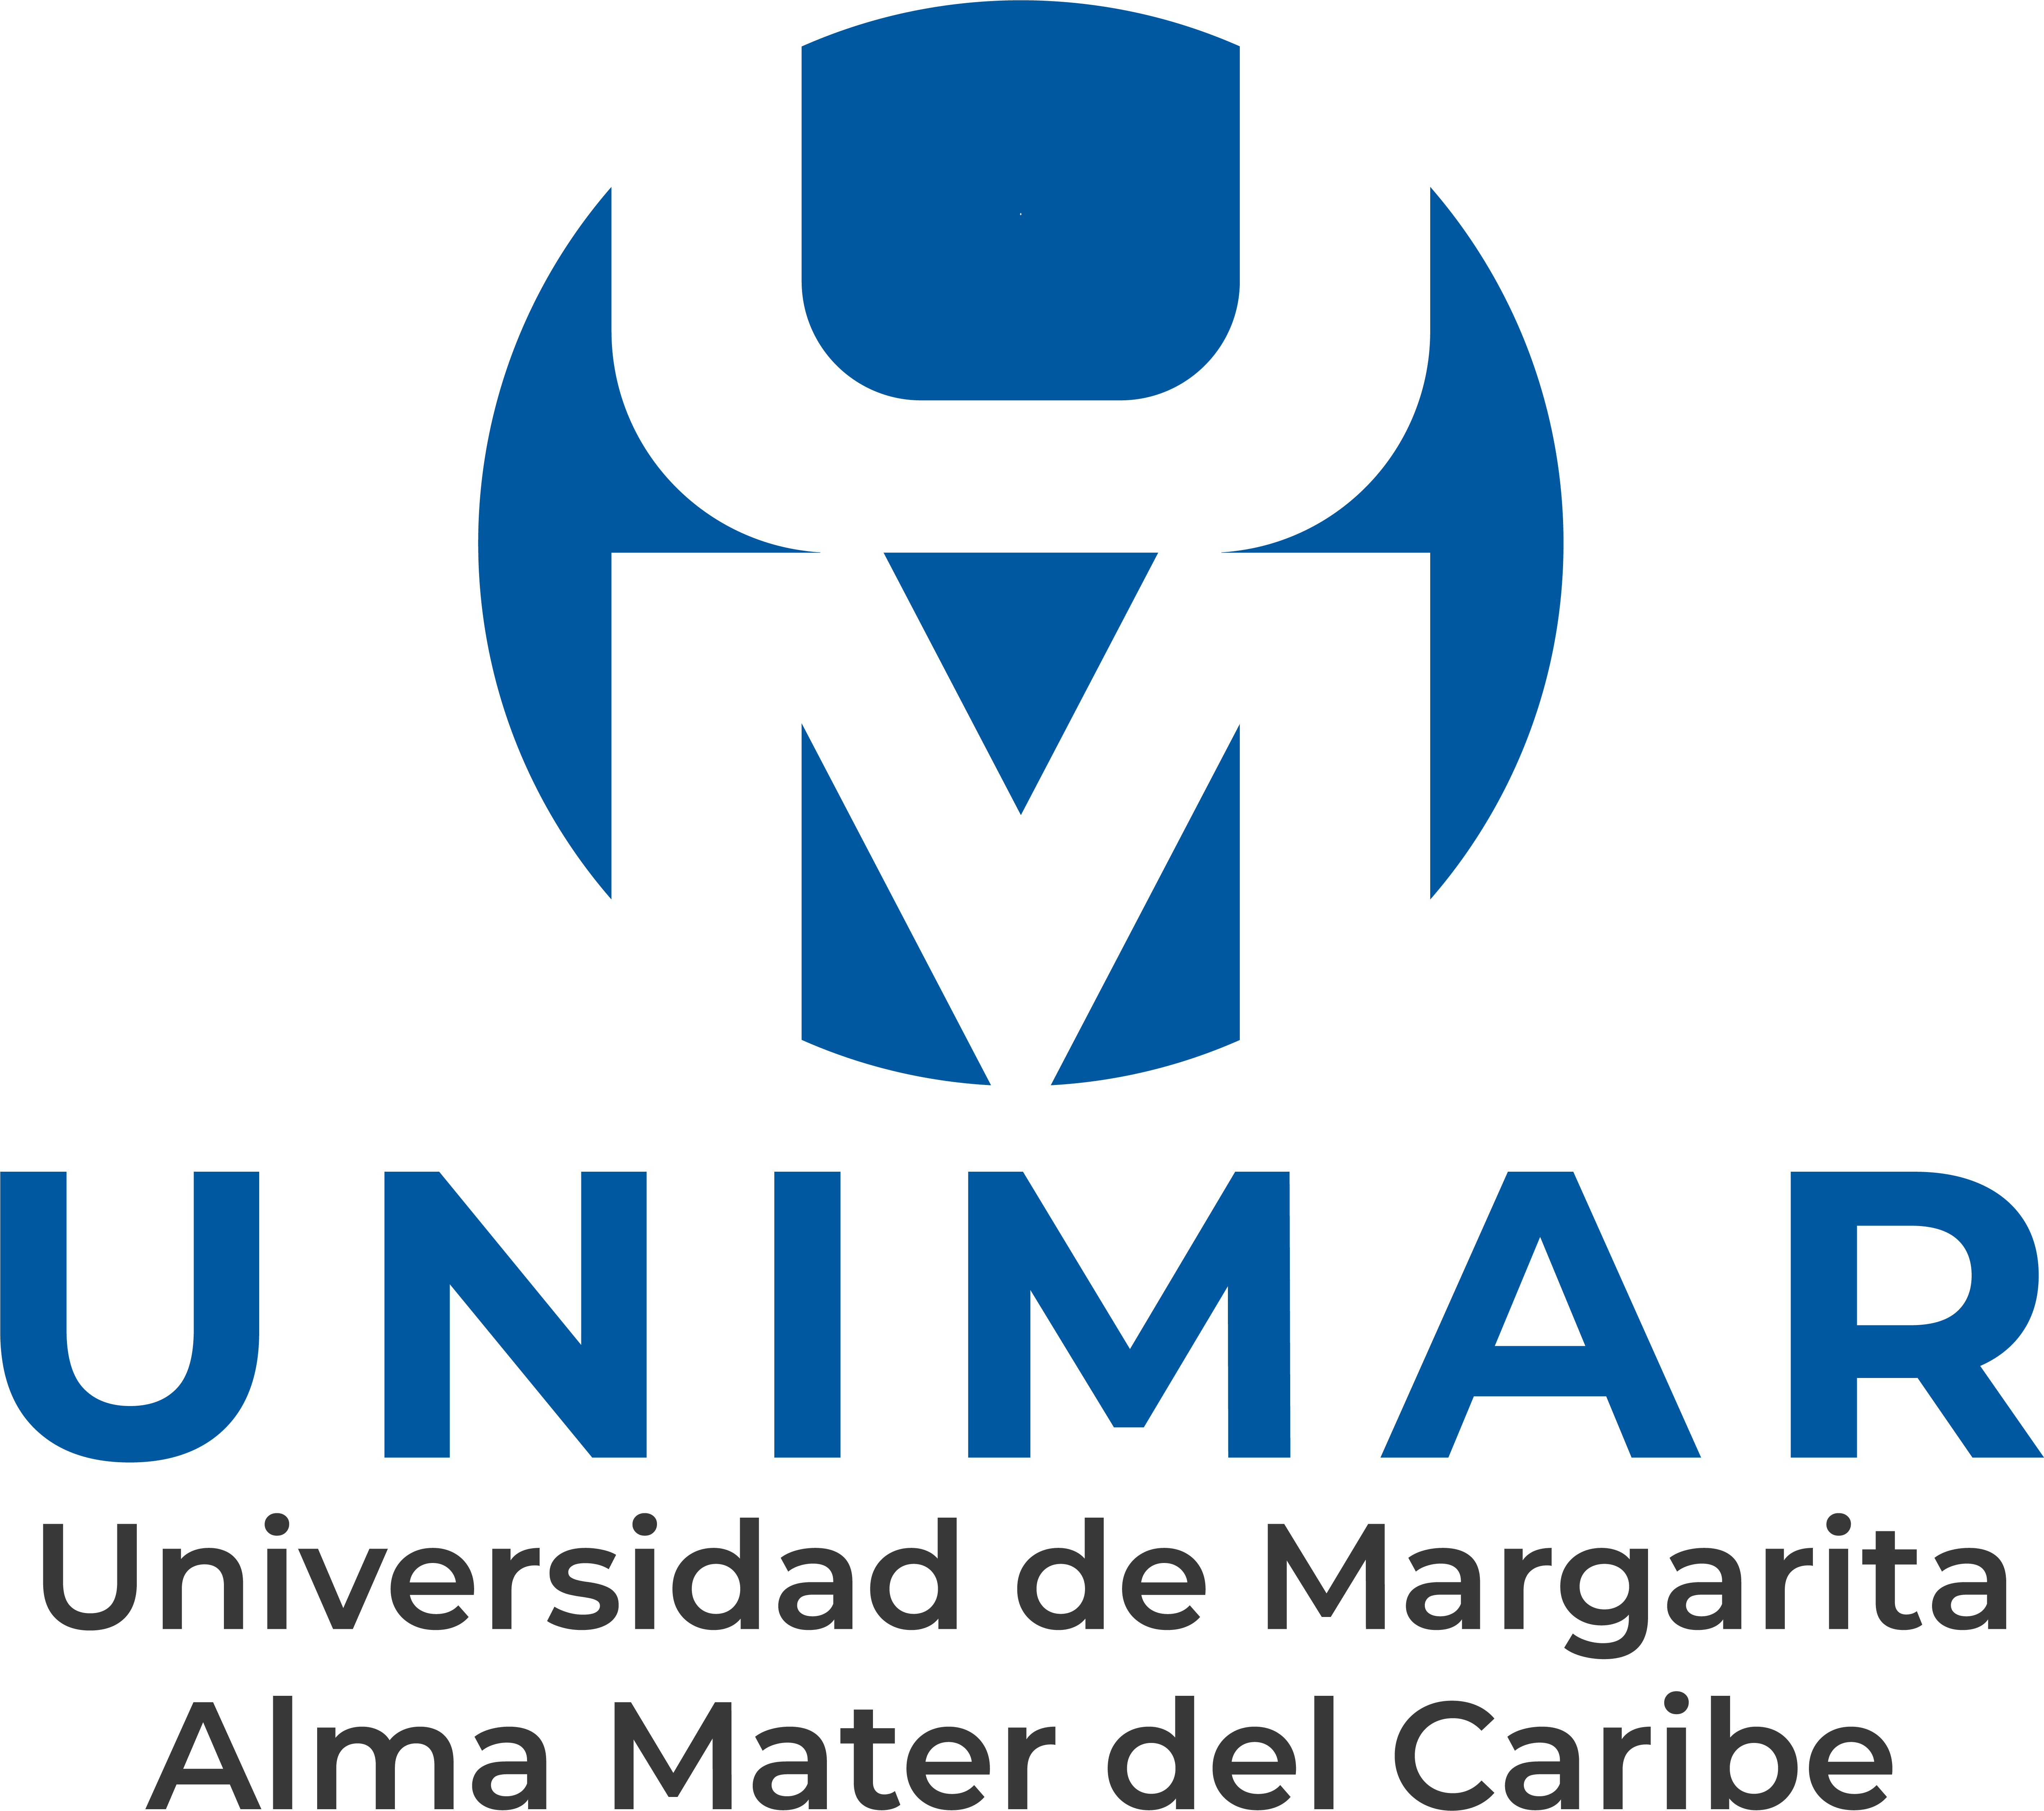 UNIMAR
Universidad de Margarita
Alma Mater del Caribe